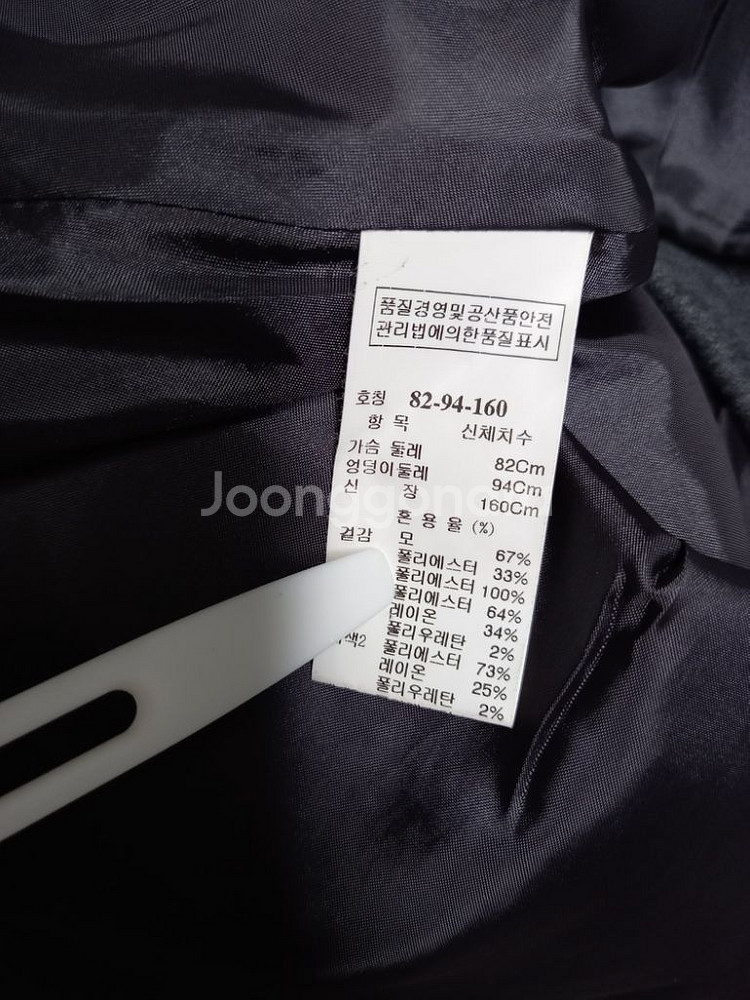 품질경영및공산품안전
관리법에의한품질표시
호칭 82-94-160
항 목 신체치수
가슴 둘레 82Cm
엉덩이둘레 94Cm
신 장 160Cm
혼 용 율 (%)
겉감 모 67%
폴리에스터 33%
폴리에스터 100%
폴리에스터 64%
레이온 34%
폴리우레탄 2%
색2 폴리에스터 73%
레이온 25%
폴리우레탄 2%